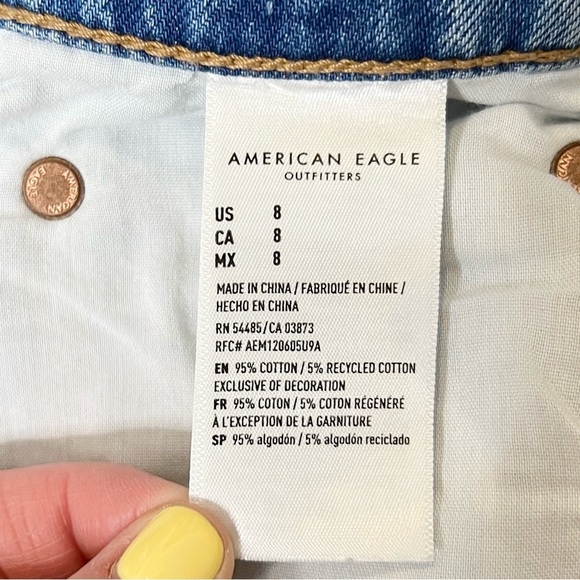 AMERICAN EAGLE
OUTFITTERS
US 8
CA 8
MX 8
MADE IN CHINA / FABRIQUÉ EN CHINE /
HECHO EN CHINA
RN 54485/CA 03873
RFC# AEM120605U9A
EN 95% COTTON / 5% RECYCLED COTTON
EXCLUSIVE OF DECORATION
FR 95% COTON / 5% COTON RÉGÉNÉRÉ
À L'EXCEPTION DE LA GARNITURE
SP 95% algodón / 5% algodón reciclado